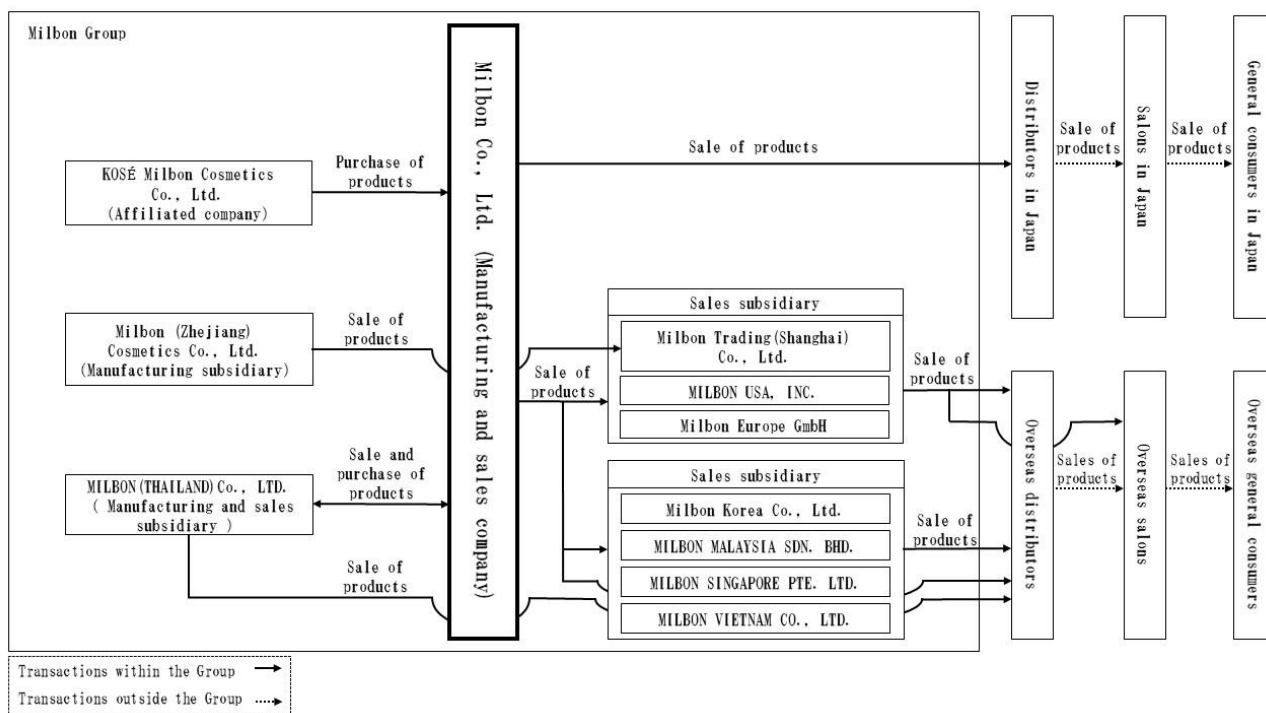 Milbon Group
KOSÉ Milbon Cosmetics
Co., Ltd.
(Affiliated company)
Purchase of
products
Milbon (Zhejiang)
Cosmetics Co., Ltd.
(Manufacturing subsidiary)
Sale of
products
MILBON(THAILAND)Co., LTD.
( Manufacturing and sales
subsidiary )
Sale and
purchase of
products
Sale of
products
Milbon Co., Ltd. (Manufacturing and sales company)
Sale of products
Sale of
products
Sales subsidiary
Milbon Trading(Shanghai)
Co., Ltd.
MILBON USA, INC.
Milbon Europe GmbH
Sale of
products
Sales subsidiary
Milbon Korea Co., Ltd.
MILBON MALAYSIA SDN. BHD.
MILBON SINGAPORE PTE. LTD.
MILBON VIETNAM CO., LTD.
Sale of
products
Distributors in Japan
Sale of
products
Salons in Japan
Sale of
products
General consumers in Japan
Overseas distributors
Sales of
products
Overseas salons
Sales of
products
Overseas general consumers
Transactions within the Group
Transactions outside the Group